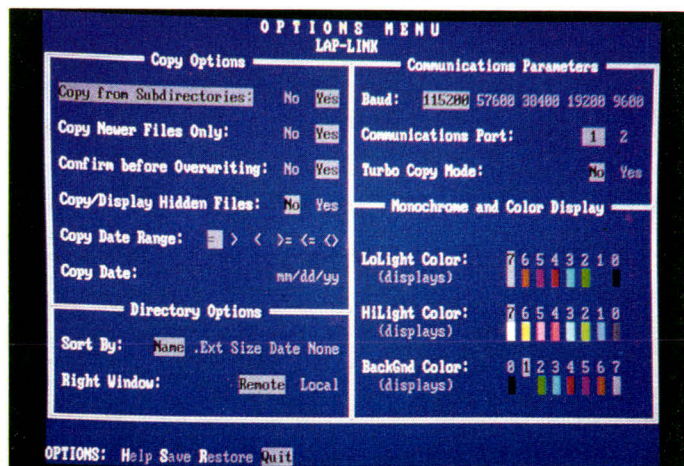 OPTIONS MENU
LAP-LINK
Copy Options
Copy from Subdirectories: No Yes
Copy Newer Files Only: No Yes
Confirm before Overwriting: No Yes
Copy/Display Hidden Files: No Yes
Copy Date Range: = > < >= <= <>
Copy Date: mm/dd/yy
Directory Options
Sort By: Name .Ext Size Date None
Right Window: Remote Local
Communications Parameters
Baud: 115200 57600 38400 19200 9600
Communications Port: 1 2
Turbo Copy Mode: No Yes
Monochrome and Color Display
LoLight Color: 7 6 5 4 3 2 1 0
(displays)
HiLight Color: 7 6 5 4 3 2 1 0
(displays)
BackGnd Color: 0 1 2 3 4 5 6 7
(displays)
OPTIONS: Help Save Restore Quit